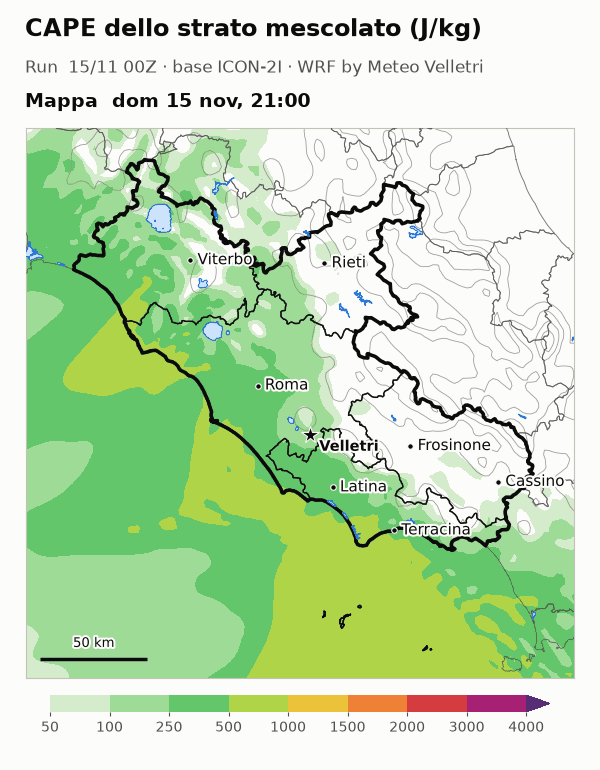 CAPE dello strato mescolato (J/kg)
Run  15/11 00Z · base ICON-2I · WRF by Meteo Velletri
Mappa  dom 15 nov, 21:00
Viterbo
Rieti
Roma
Velletri
Frosinone
Latina
Cassino
Terracina
50 km
50 100 250 500 1000 1500 2000 3000 4000